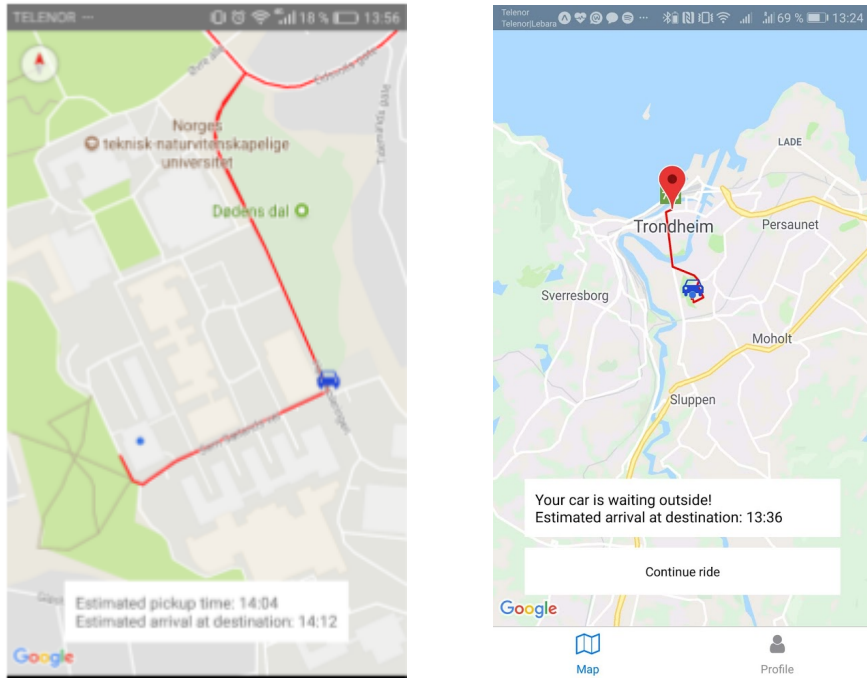 TELENOR ···
18 % 13:56
Norges
teknisk-naturvitenskapelige
universitet
Dødens dal
Estimated pickup time: 14:04
Estimated arrival at destination: 14:12
Google
Telenor
Telenor|Lebara
69 % 13:24
LADE
Trondheim
Persaunet
Sverresborg
Moholt
Sluppen
Your car is waiting outside!
Estimated arrival at destination: 13:36
Continue ride
Google
Map
Profile